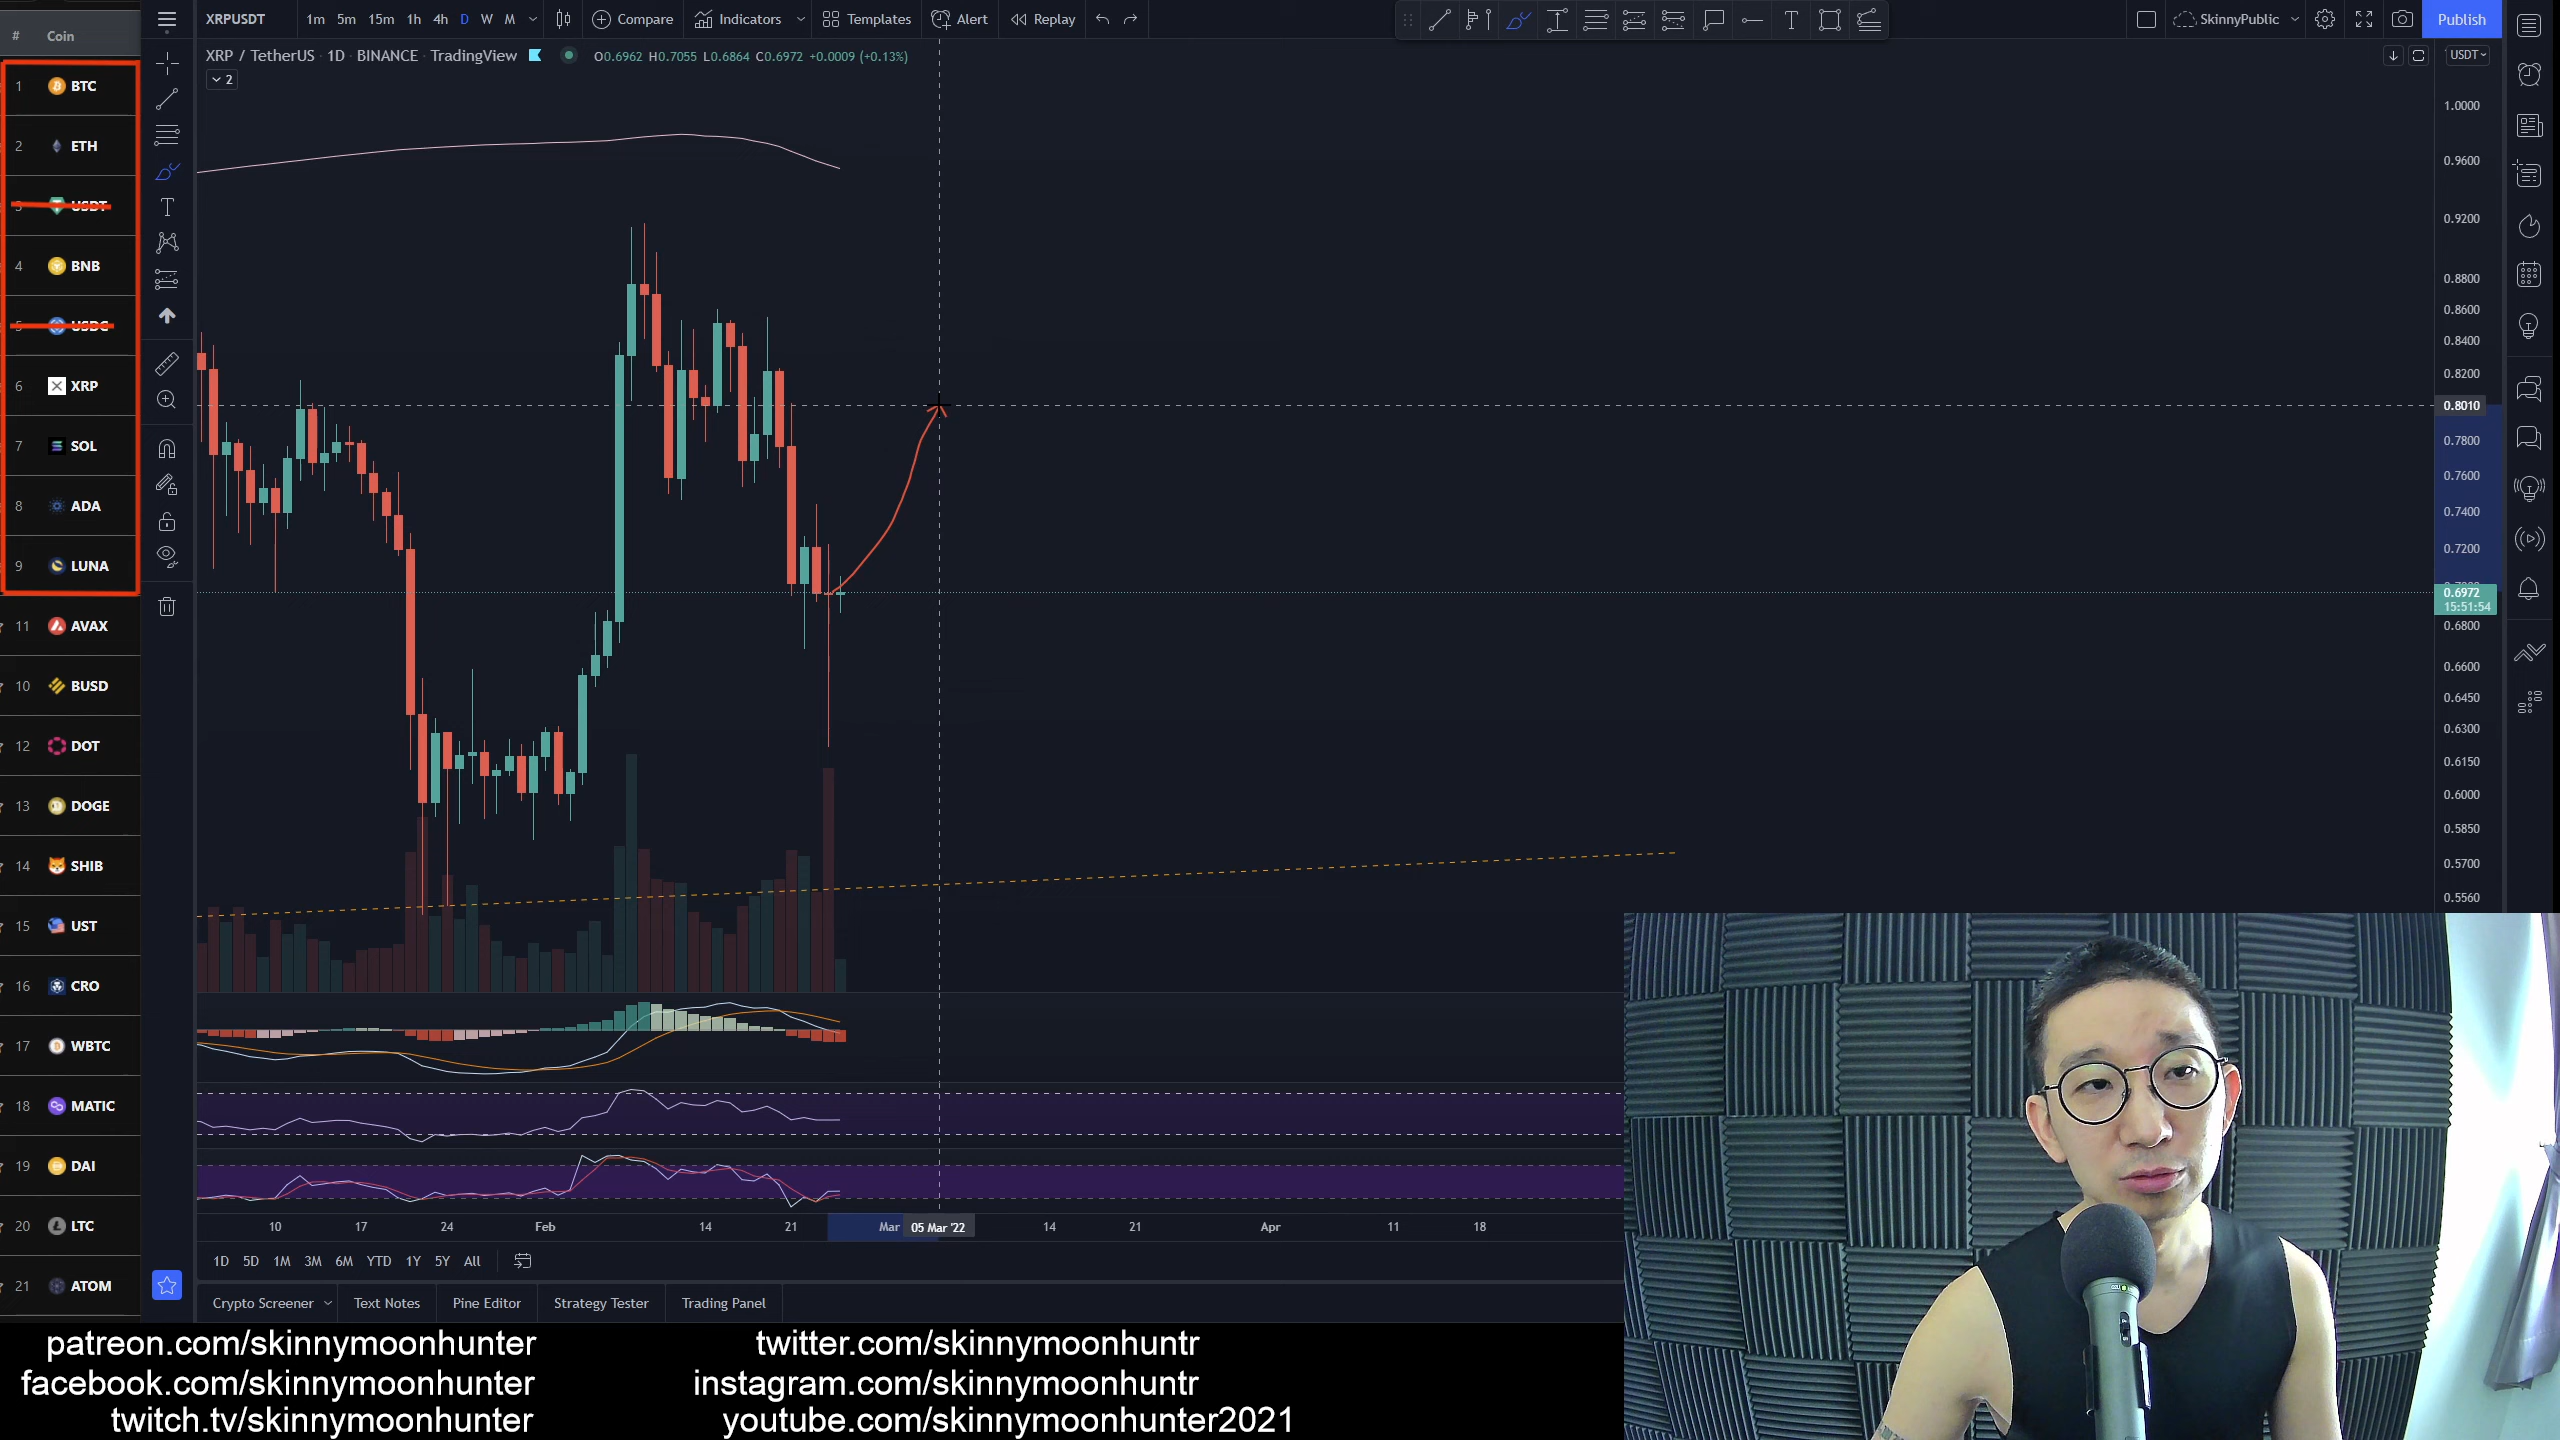 # Coin
1 BTC
2 ETH
3 USDT
4 BNB
5 USDC
6 XRP
7 SOL
8 ADA
9 LUNA
11 AVAX
10 BUSD
12 DOT
13 DOGE
14 SHIB
15 UST
16 CRO
17 WBTC
18 MATIC
19 DAI
20 LTC
21 ATOM
XRPUSDT 1m 5m 15m 1h 4h D W M Compare Indicators Templates Alert Replay SkinnyPublic Publish
XRP / TetherUS · 1D · BINANCE · TradingView O0.6962 H0.7055 L0.6864 C0.6972 +0.0009 (+0.13%)
2
USDT
1.0000
0.9600
0.9200
0.8800
0.8600
0.8400
0.8200
0.8010
0.7800
0.7600
0.7400
0.7200
0.6972
15:51:54
0.6800
0.6600
0.6450
0.6300
0.6150
0.6000
0.5850
0.5700
0.5560
10 17 24 Feb 14 21 Mar 05 Mar '22 14 21 Apr 11 18
1D 5D 1M 3M 6M YTD 1Y 5Y All
Crypto Screener Text Notes Pine Editor Strategy Tester Trading Panel
patreon.com/skinnymoonhunter twitter.com/skinnymoonhuntr
facebook.com/skinnymoonhunter instagram.com/skinnymoonhuntr
twitch.tv/skinnymoonhunter youtube.com/skinnymoonhunter2021